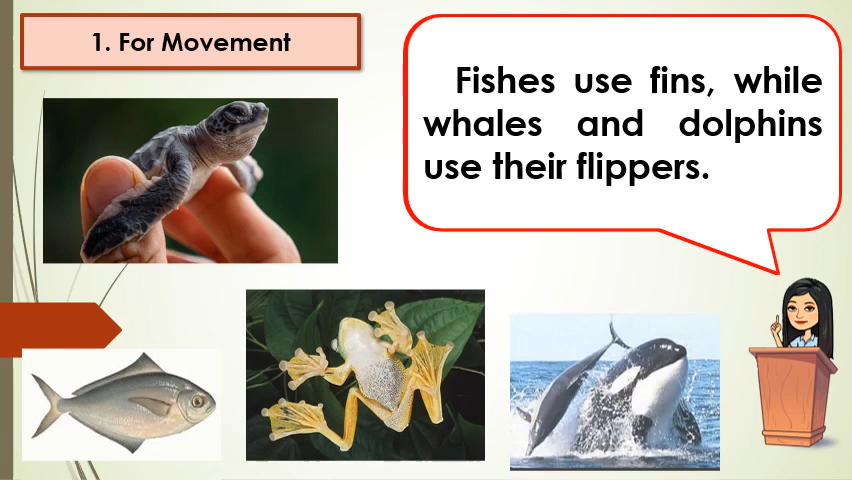 1. For Movement
Fishes use fins, while
whales and dolphins
use their flippers.